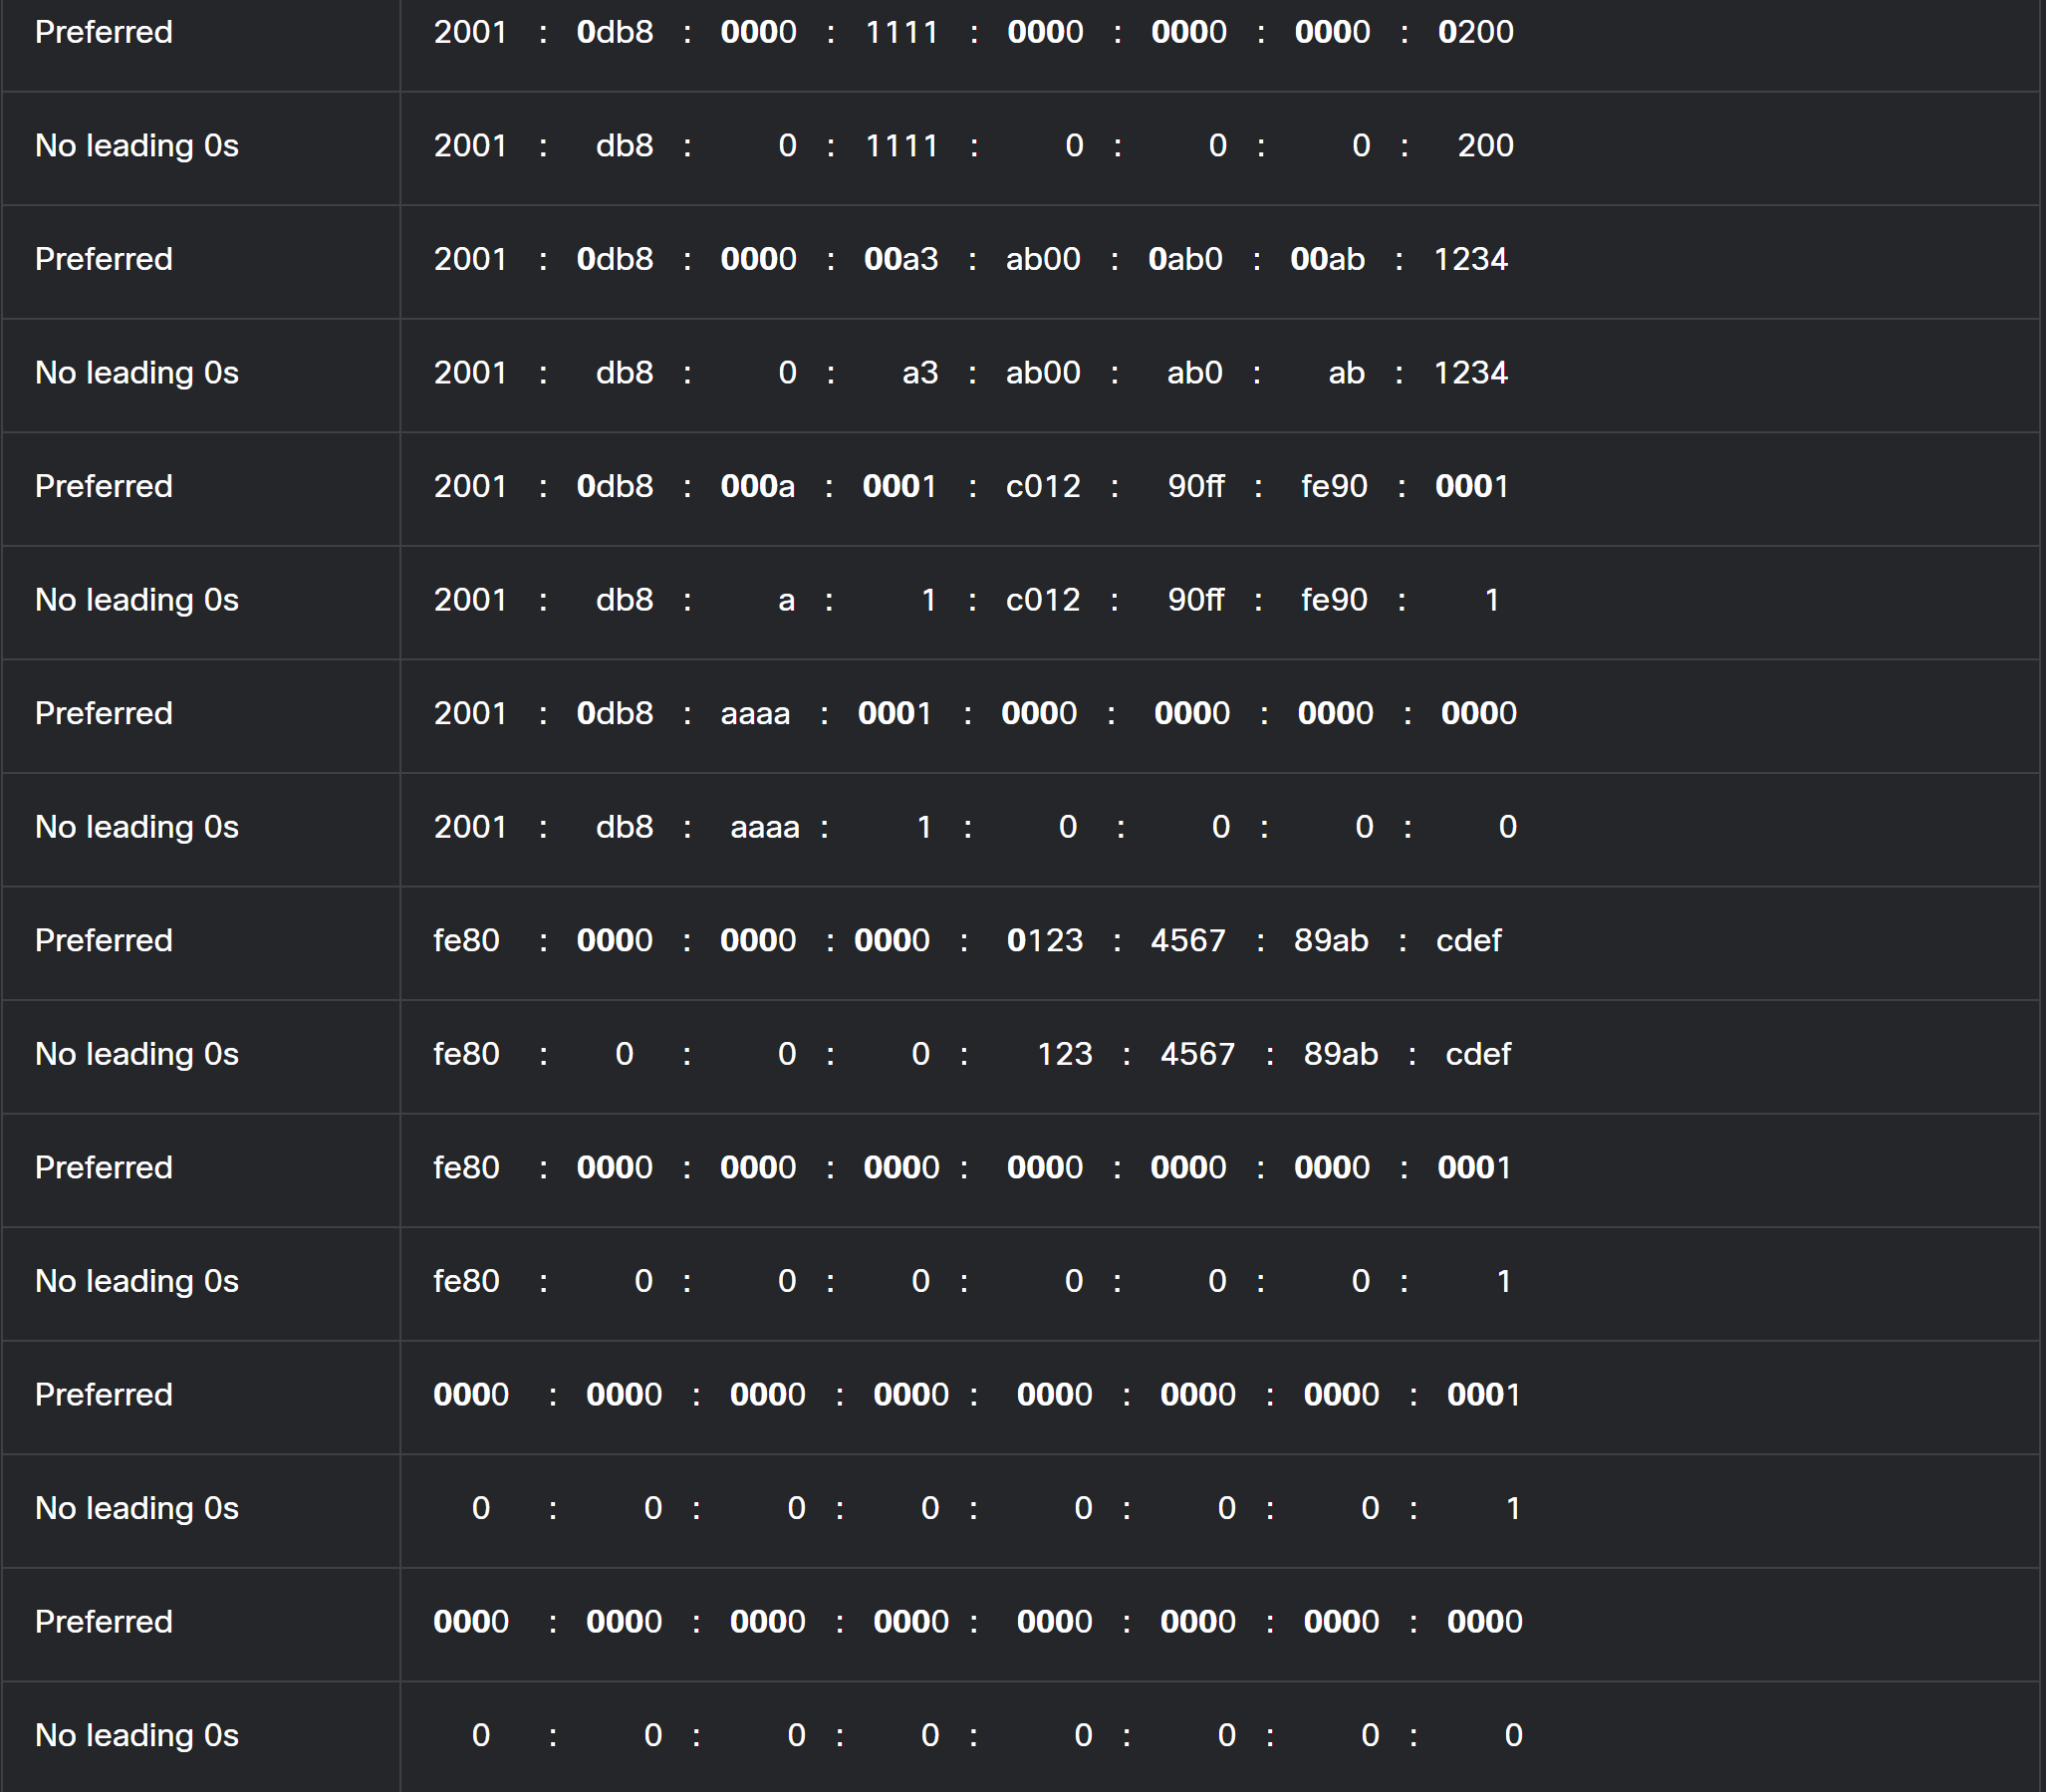 Preferred 2001 : 0db8 : 0000 : 1111 : 0000 : 0000 : 0000 : 0200
No leading 0s 2001 : db8 : 0 : 1111 : 0 : 0 : 0 : 200
Preferred 2001 : 0db8 : 0000 : 00a3 : ab00 : 0ab0 : 00ab : 1234
No leading 0s 2001 : db8 : 0 : a3 : ab00 : ab0 : ab : 1234
Preferred 2001 : 0db8 : 000a : 0001 : c012 : 90ff : fe90 : 0001
No leading 0s 2001 : db8 : a : 1 : c012 : 90ff : fe90 : 1
Preferred 2001 : 0db8 : aaaa : 0001 : 0000 : 0000 : 0000 : 0000
No leading 0s 2001 : db8 : aaaa : 1 : 0 : 0 : 0 : 0
Preferred fe80 : 0000 : 0000 : 0000 : 0123 : 4567 : 89ab : cdef
No leading 0s fe80 : 0 : 0 : 0 : 123 : 4567 : 89ab : cdef
Preferred fe80 : 0000 : 0000 : 0000 : 0000 : 0000 : 0000 : 0001
No leading 0s fe80 : 0 : 0 : 0 : 0 : 0 : 0 : 1
Preferred 0000 : 0000 : 0000 : 0000 : 0000 : 0000 : 0000 : 0001
No leading 0s 0 : 0 : 0 : 0 : 0 : 0 : 0 : 1
Preferred 0000 : 0000 : 0000 : 0000 : 0000 : 0000 : 0000 : 0000
No leading 0s 0 : 0 : 0 : 0 : 0 : 0 : 0 : 0